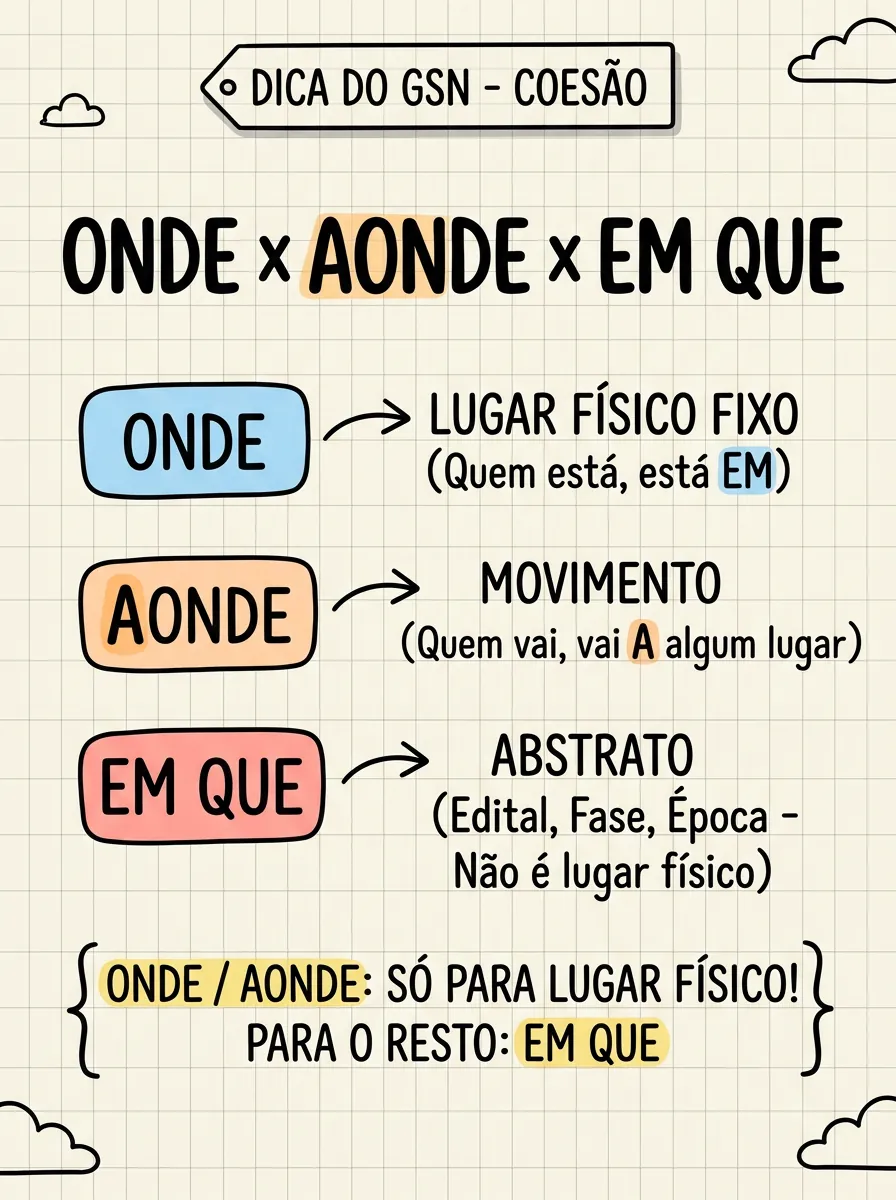 DICA DO GSN - COESÃO
ONDE x AONDE x EM QUE
ONDE
LUGAR FÍSICO FIXO
(Quem está, está EM)
AONDE
MOVIMENTO
(Quem vai, vai A algum lugar)
EM QUE
ABSTRATO
(Edital, Fase, Época -
Não é lugar físico)
ONDE / AONDE: SÓ PARA LUGAR FÍSICO!
PARA O RESTO: EM QUE